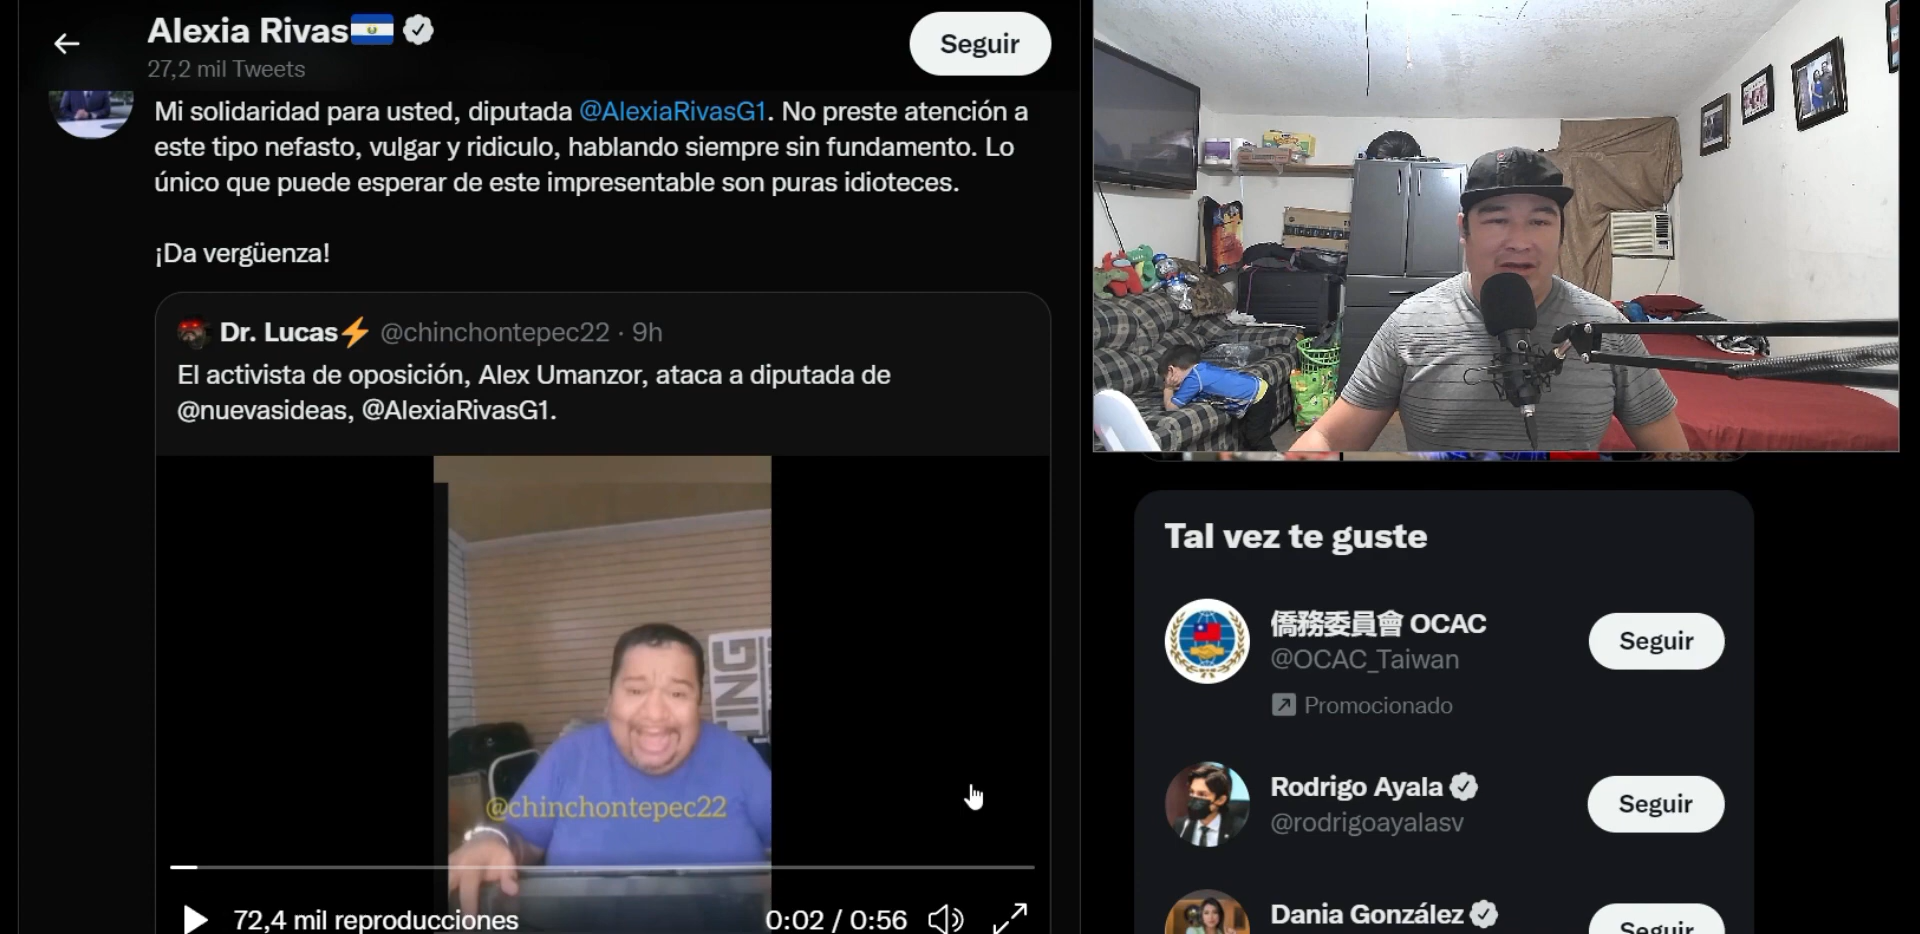 Alexia Rivas
Seguir
27,2 mil Tweets
Mi solidaridad para usted, diputada @AlexiaRivasG1. No preste atención a
este tipo nefasto, vulgar y ridiculo, hablando siempre sin fundamento. Lo
único que puede esperar de este impresentable son puras idioteces.
¡Da vergüenza!
Dr. Lucas⚡ @chinchontepec22 · 9h
El activista de oposición, Alex Umanzor, ataca a diputada de
@nuevasideas, @AlexiaRivasG1.
@chinchontepec22
72,4 mil reproducciones
0:02 / 0:56
Tal vez te guste
僑務委員會 OCAC
@OCAC_Taiwan
Seguir
Promocionado
Rodrigo Ayala
@rodrigoayalasv
Seguir
Dania González
Seguir